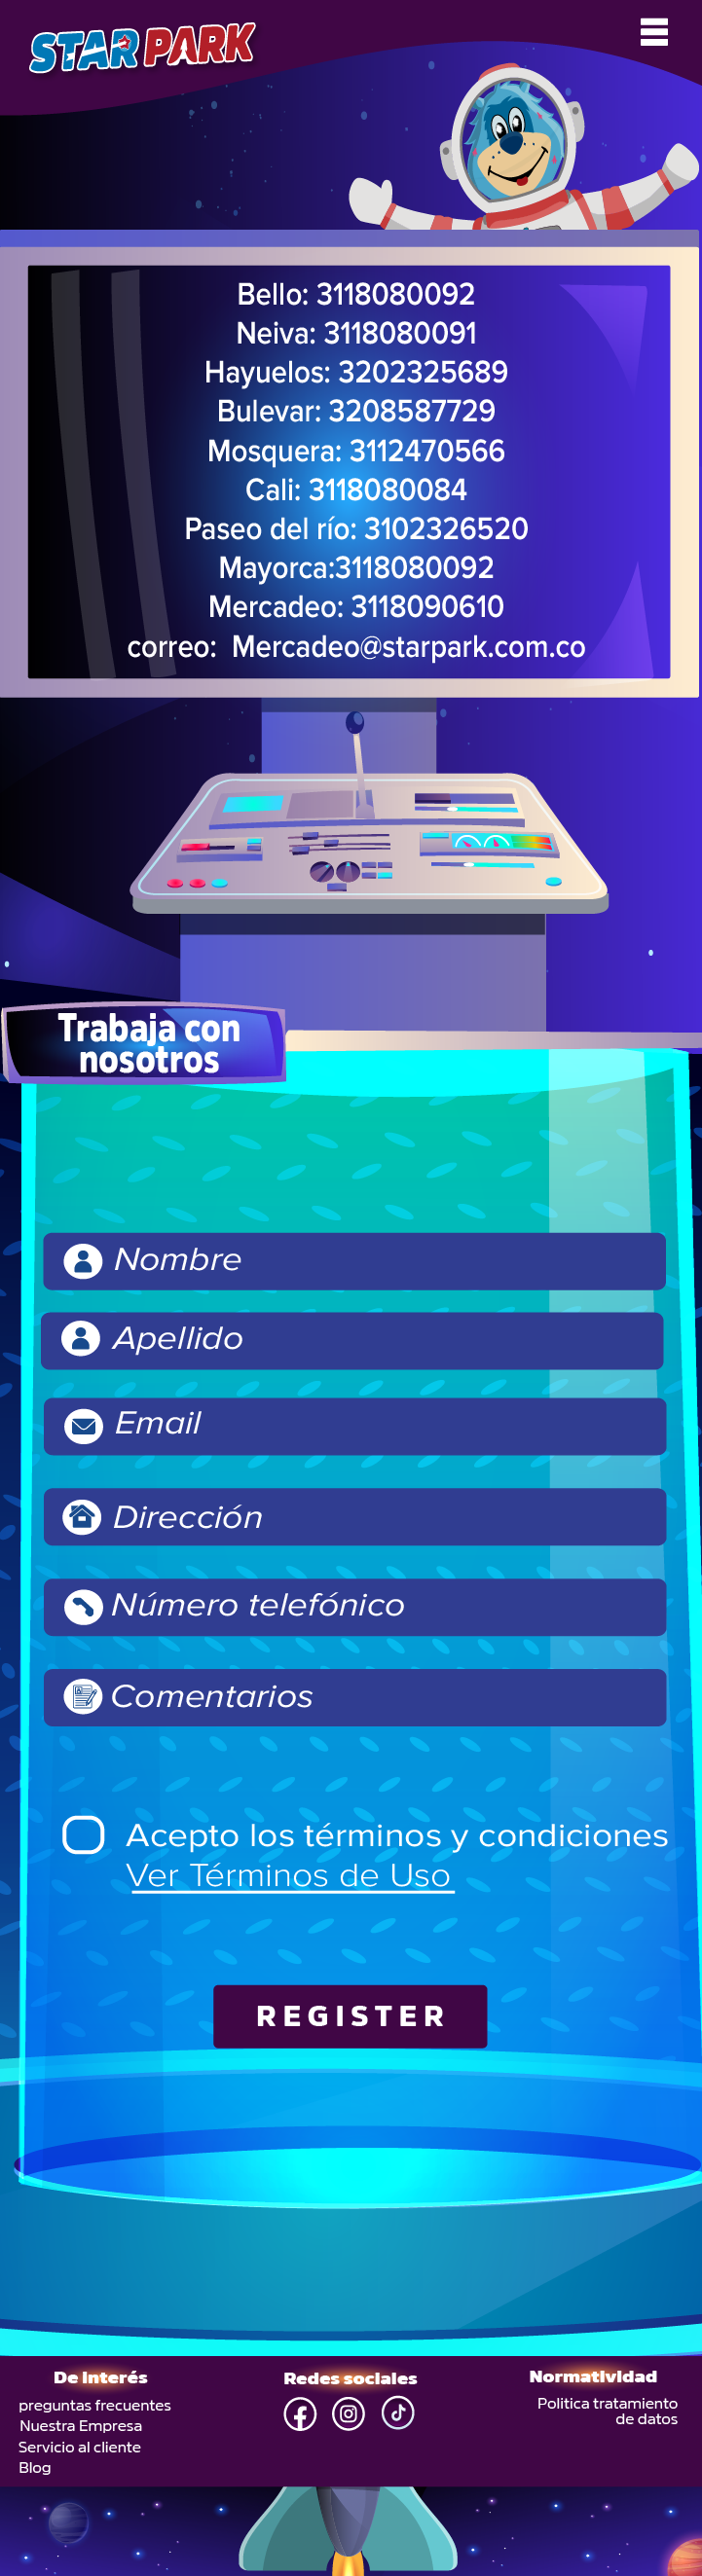 STAR PARK
Bello: 3118080092
Neiva: 3118080091
Hayuelos: 3202325689
Bulevar: 3208587729
Mosquera: 3112470566
Cali: 3118080084
Paseo del río: 3102326520
Mayorca:3118080092
Mercadeo: 3118090610
correo: Mercadeo@starpark.com.co
Trabaja con
nosotros
Nombre
Apellido
Email
Dirección
Número telefónico
Comentarios
Acepto los términos y condiciones
Ver Términos de Uso
REGISTER
De interés
preguntas frecuentes
Nuestra Empresa
Servicio al cliente
Blog
Redes sociales
Normatividad
Politica tratamiento
de datos